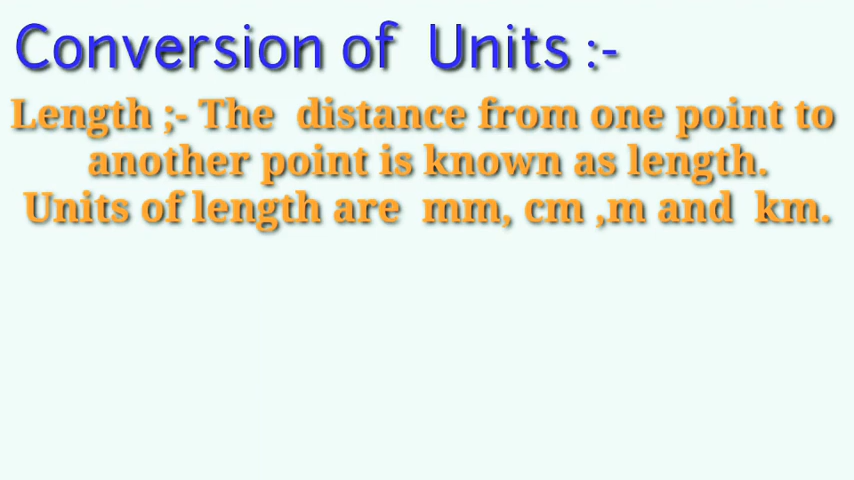 Conversion of Units :-
Length ;- The distance from one point to
another point is known as length.
Units of length are mm, cm ,m and km.